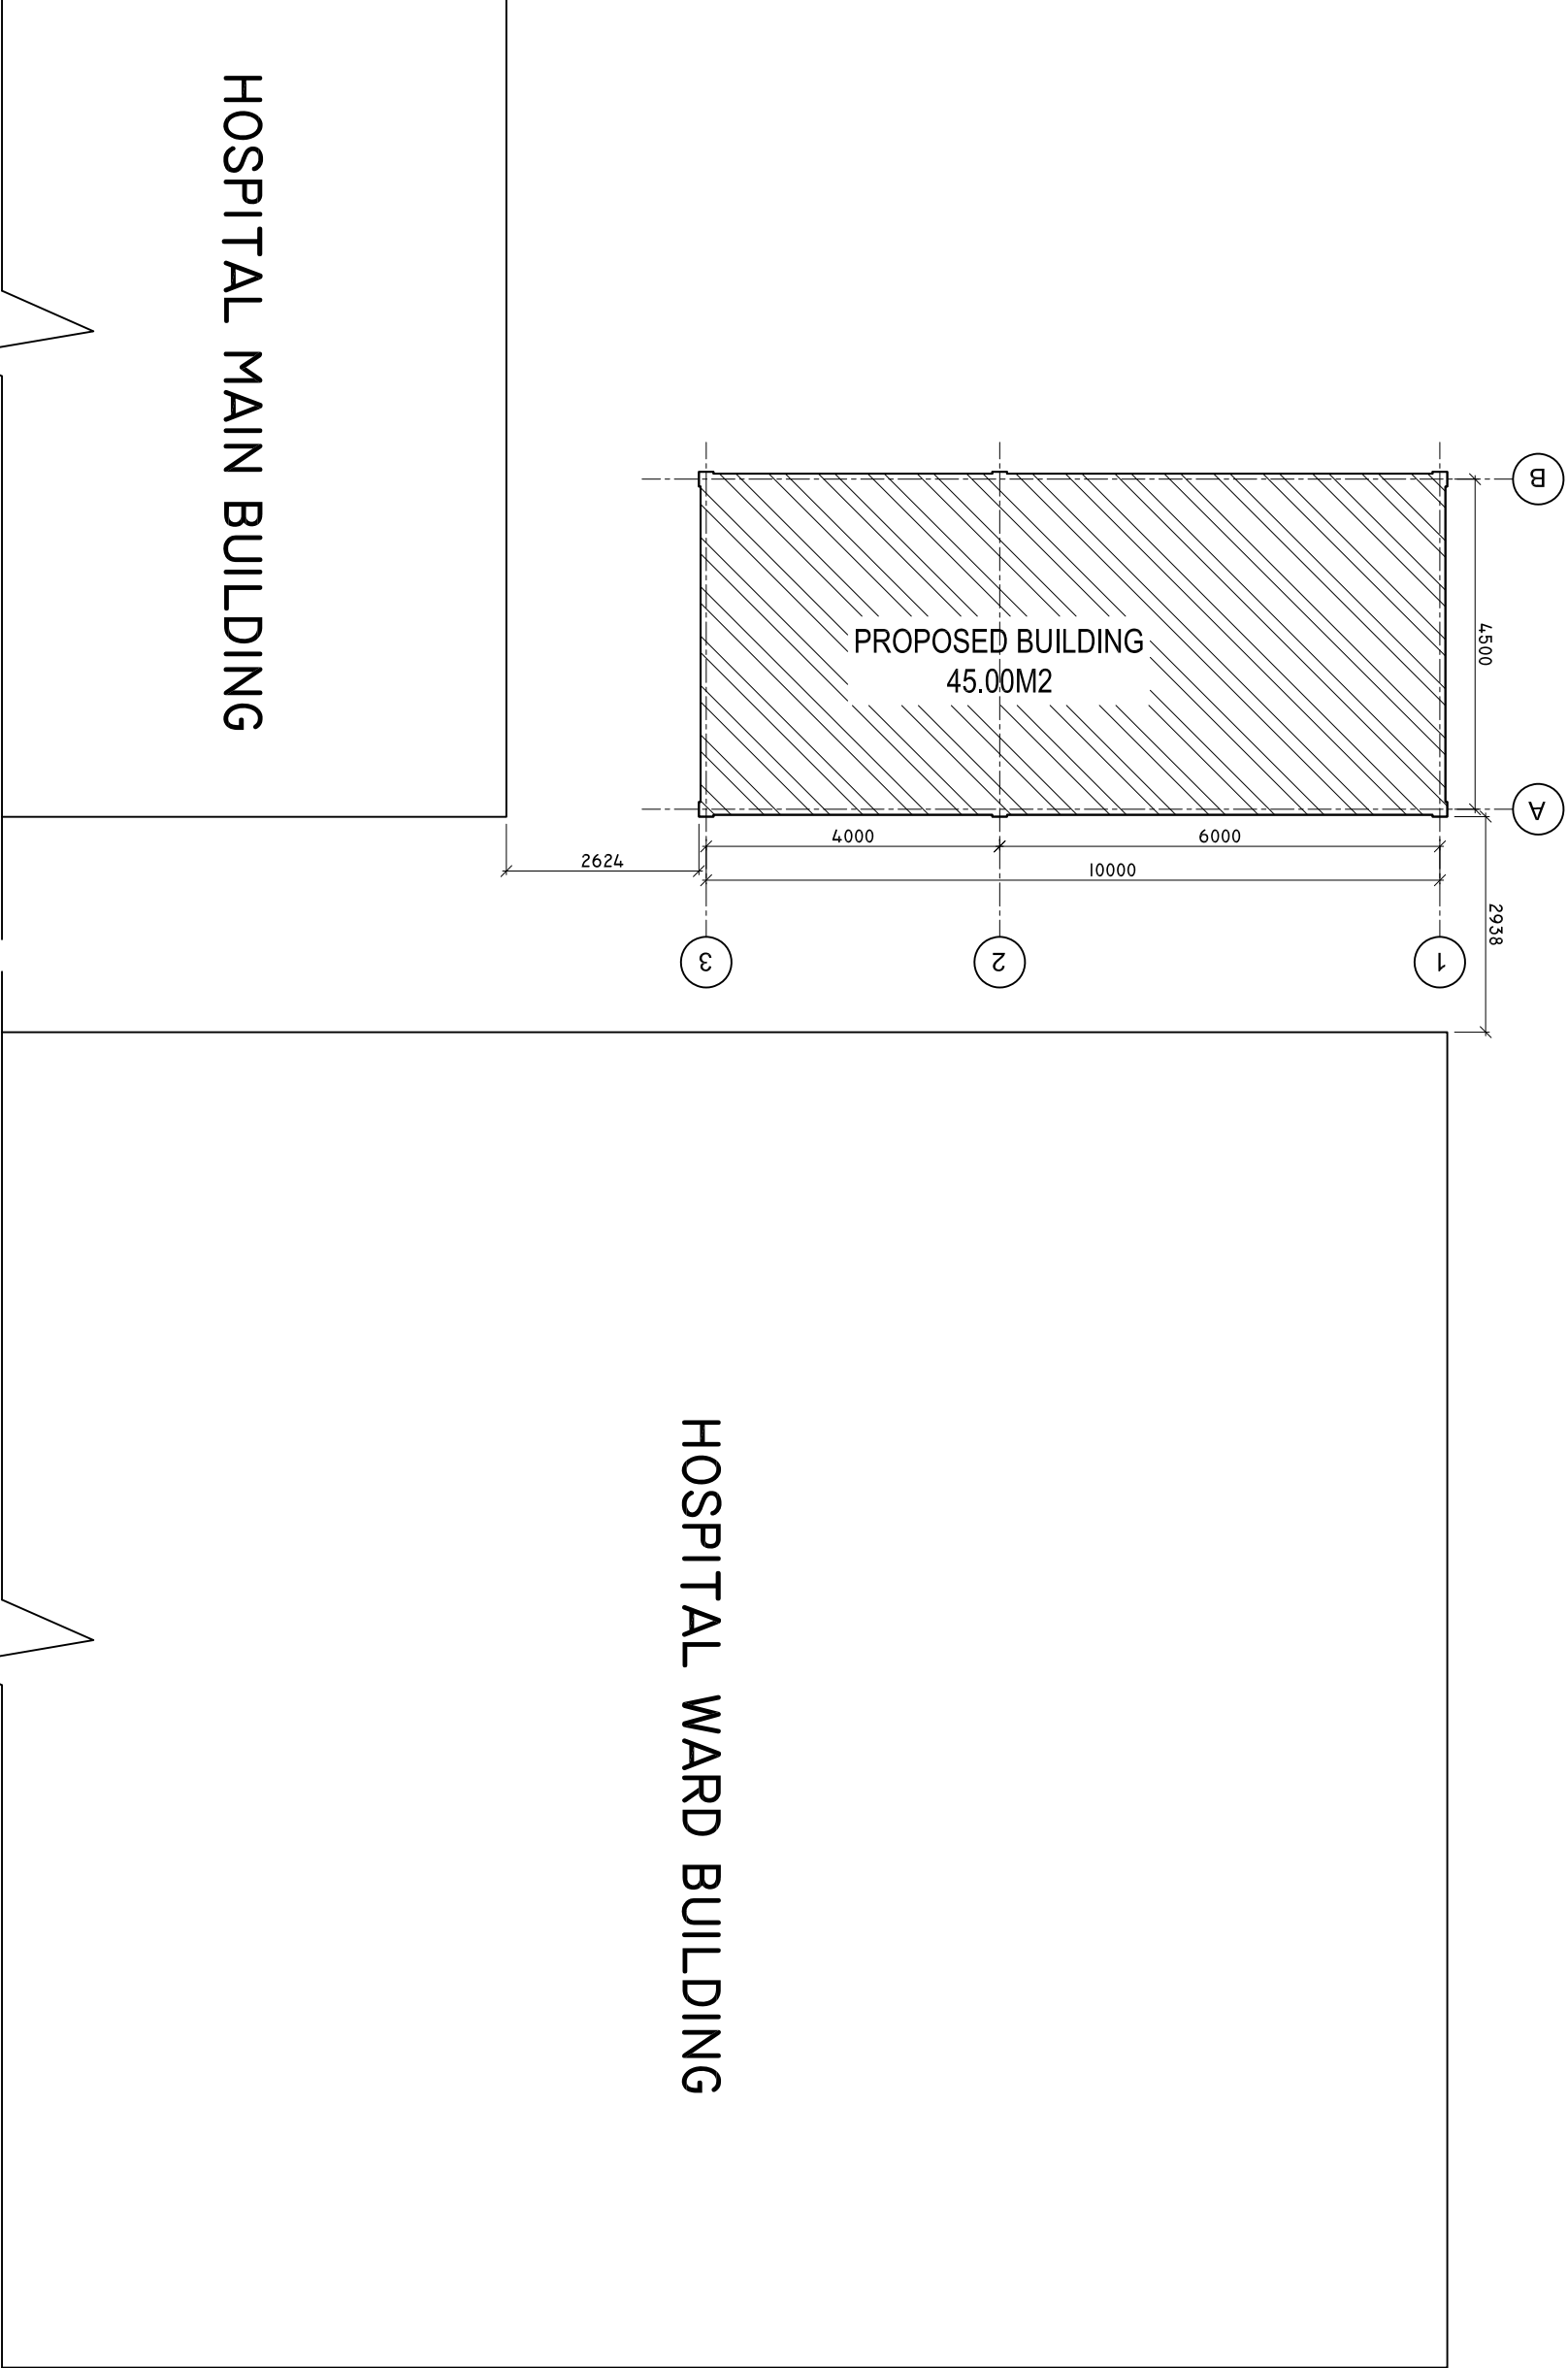 HOSPITAL MAIN BUILDING
B
4500
PROPOSED BUILDING
45.00M2
A
4000
6000
2624
10000
2938
3
2
1
HOSPITAL WARD BUILDING